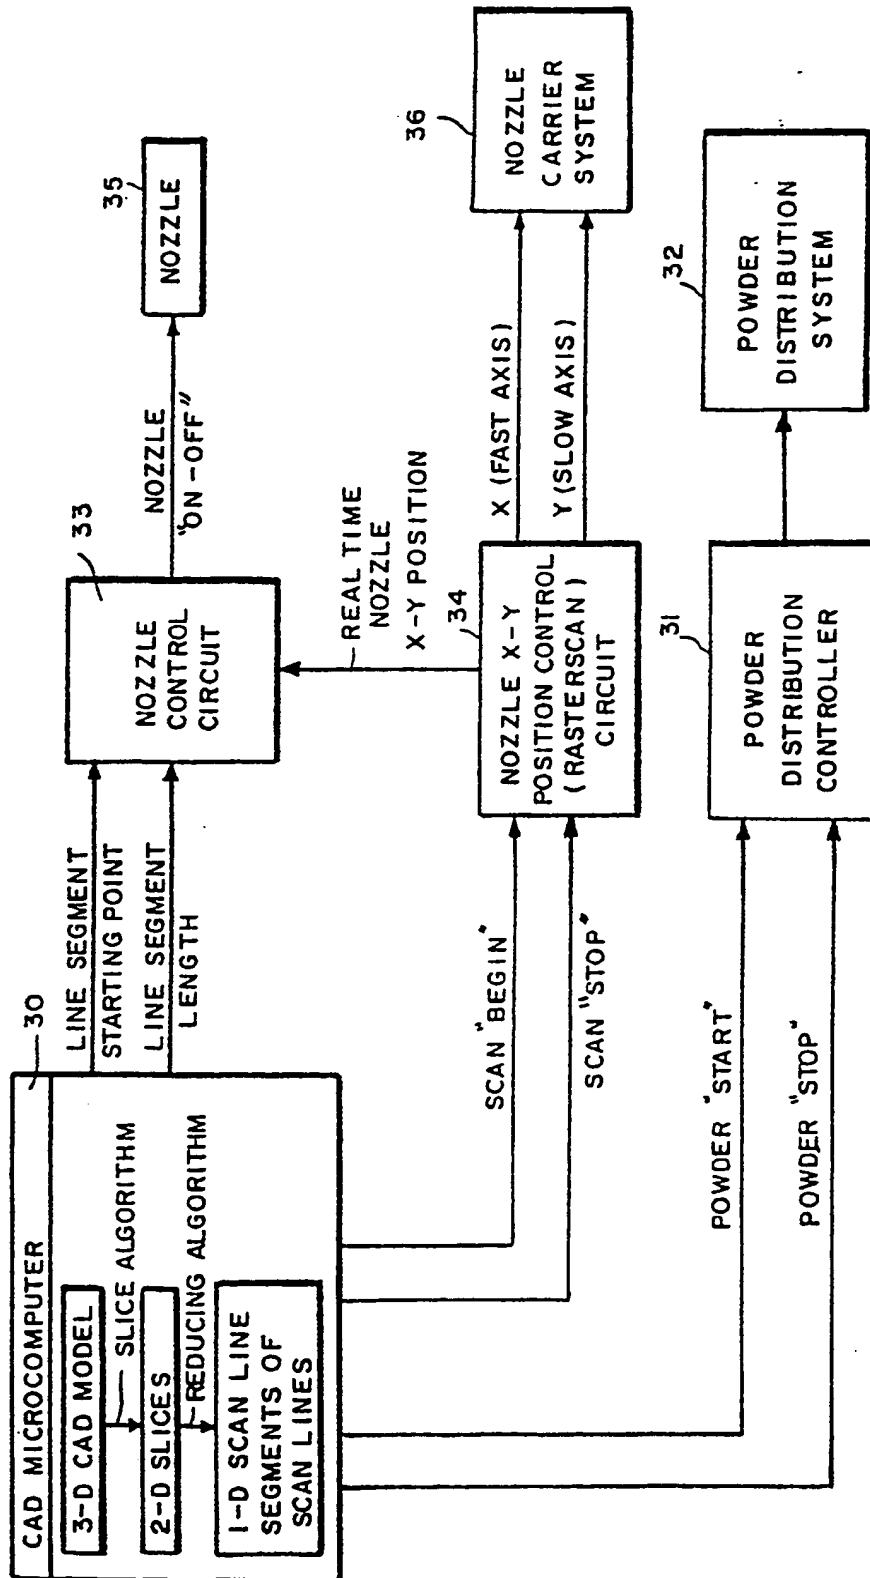 CAD MICROCOMPUTER
30
3-D CAD MODEL
SLICE ALGORITHM
2-D SLICES
REDUCING ALGORITHM
1-D SCAN LINE
SEGMENTS OF
SCAN LINES
LINE SEGMENT
STARTING POINT
LINE SEGMENT
LENGTH
33
NOZZLE
CONTROL
CIRCUIT
NOZZLE
"ON-OFF"
35
NOZZLE
REAL TIME
NOZZLE
X-Y POSITION
SCAN "BEGIN"
SCAN "STOP"
34
NOZZLE X-Y
POSITION CONTROL
(RASTERSCAN)
CIRCUIT
X (FAST AXIS)
Y (SLOW AXIS)
36
NOZZLE
CARRIER
SYSTEM
POWDER "START"
POWDER "STOP"
31
POWDER
DISTRIBUTION
CONTROLLER
32
POWDER
DISTRIBUTION
SYSTEM